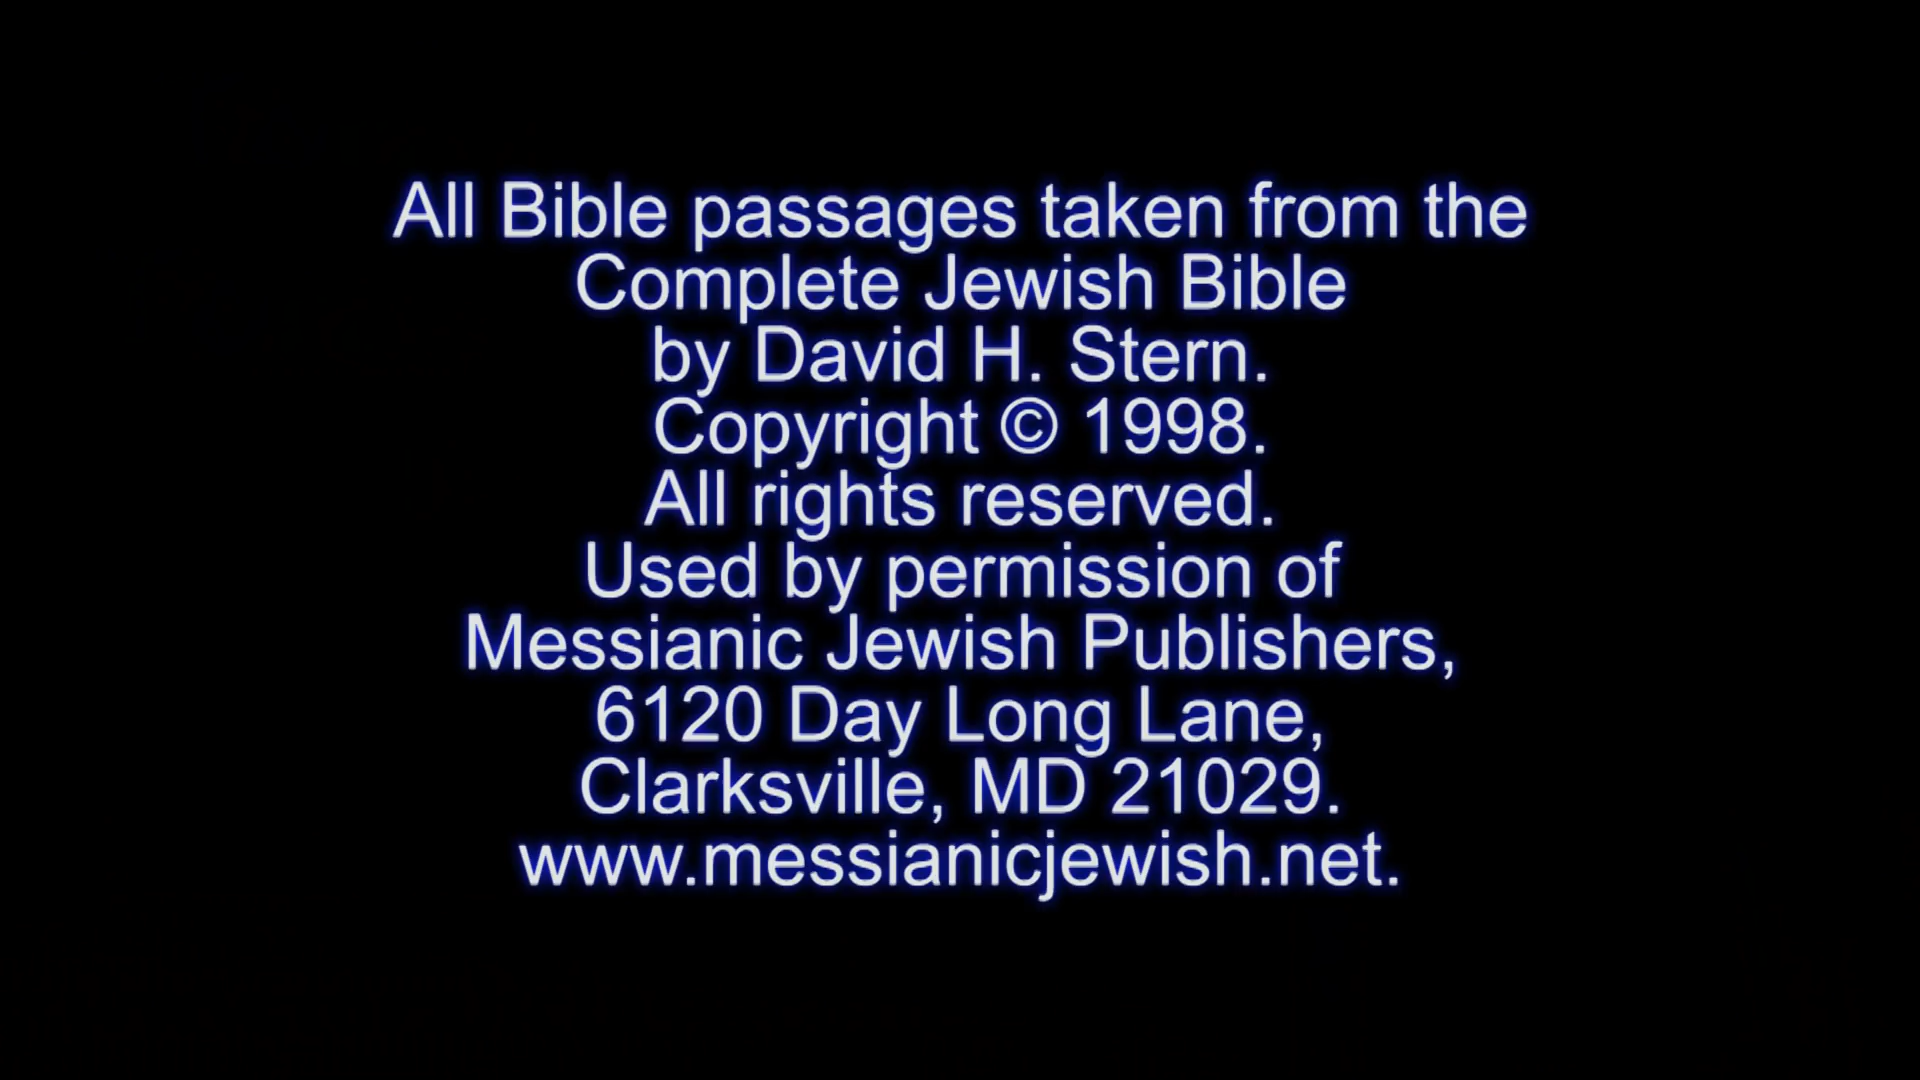 All Bible passages taken from the
Complete Jewish Bible
by David H. Stern.
Copyright © 1998.
All rights reserved.
Used by permission of
Messianic Jewish Publishers,
6120 Day Long Lane,
Clarksville, MD 21029.
www.messianicjewish.net.